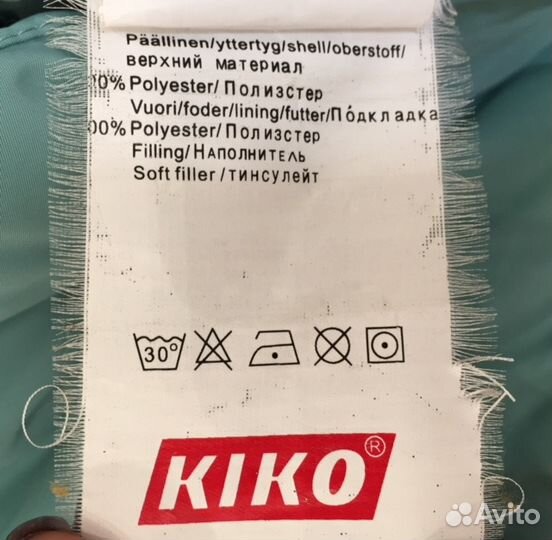 Päällinen/yttertyg/shell/oberstoff/
верхний материал
00% Polyester/Полиэстер
Vuori/foder/lining/futter/Подкладка
00% Polyester/Полиэстер
Filling/Наполнитель
Soft filler/тинсулейт
30°
KIKO®
Avito